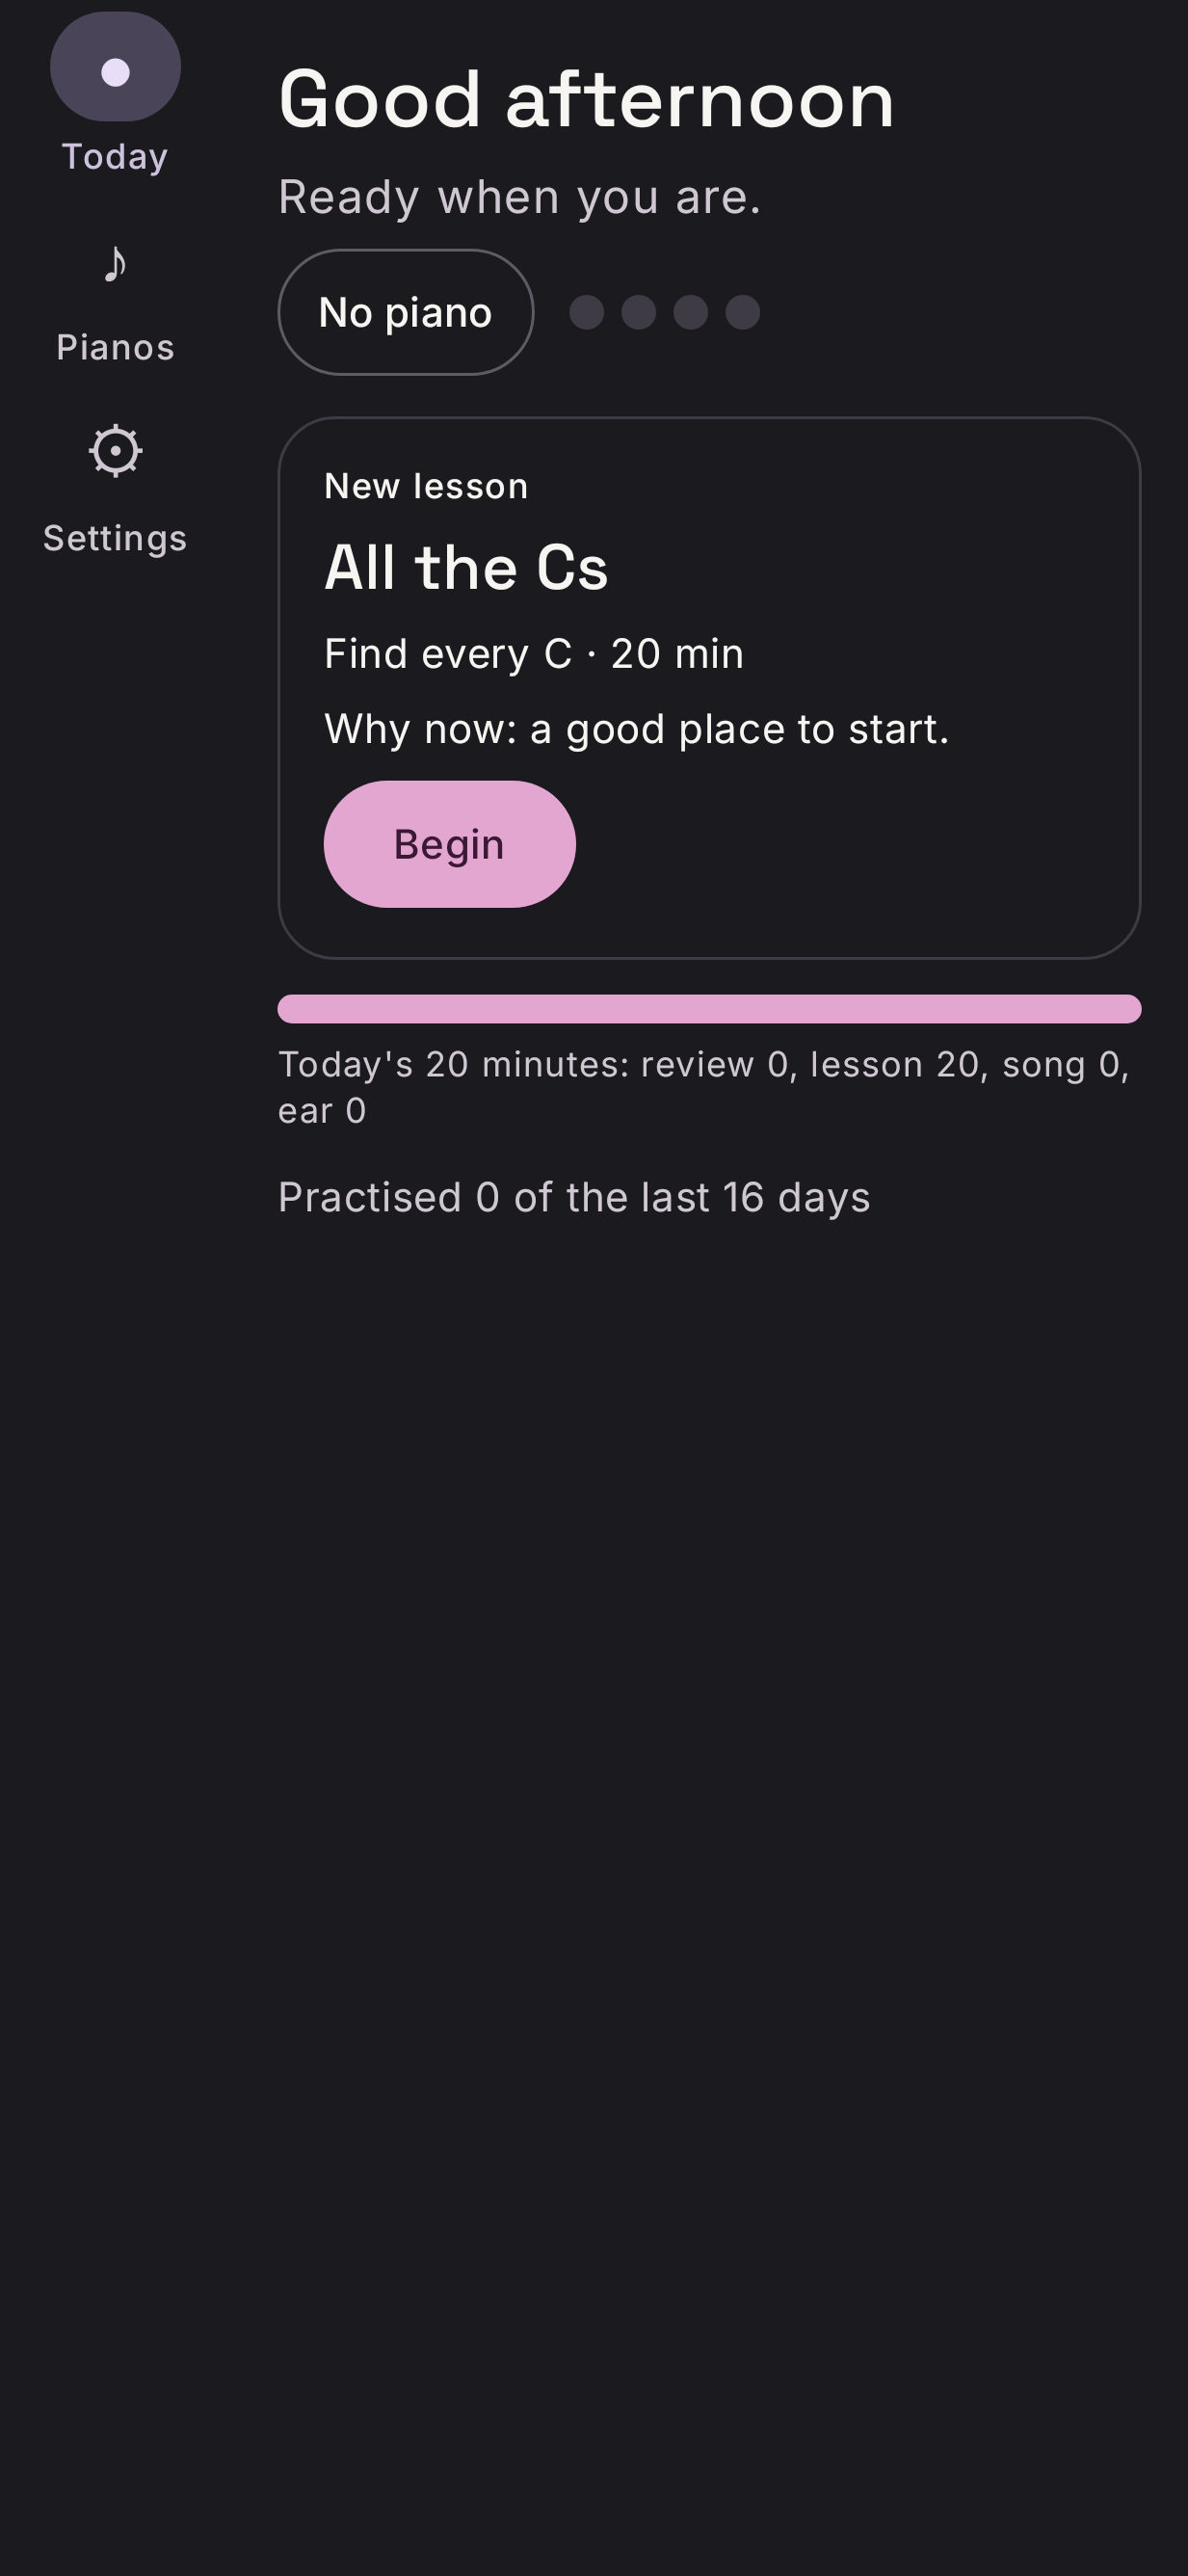 Today
Pianos
Settings
Good afternoon
Ready when you are.
No piano
New lesson
All the Cs
Find every C · 20 min
Why now: a good place to start.
Begin
Today's 20 minutes: review 0, lesson 20, song 0,
ear 0
Practised 0 of the last 16 days